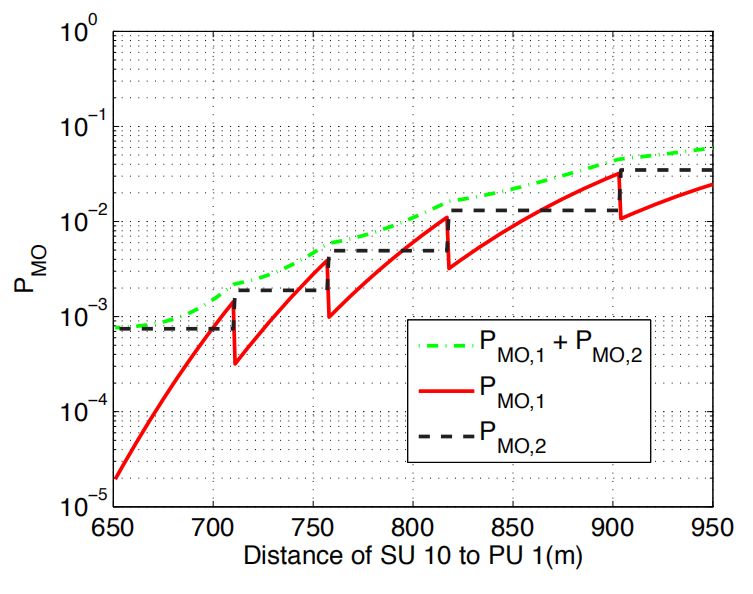 10^0
10^-1
10^-2
10^-3
10^-4
10^-5
P_MO
650 700 750 800 850 900 950
Distance of SU 10 to PU 1(m)
P_MO,1 + P_MO,2
P_MO,1
P_MO,2